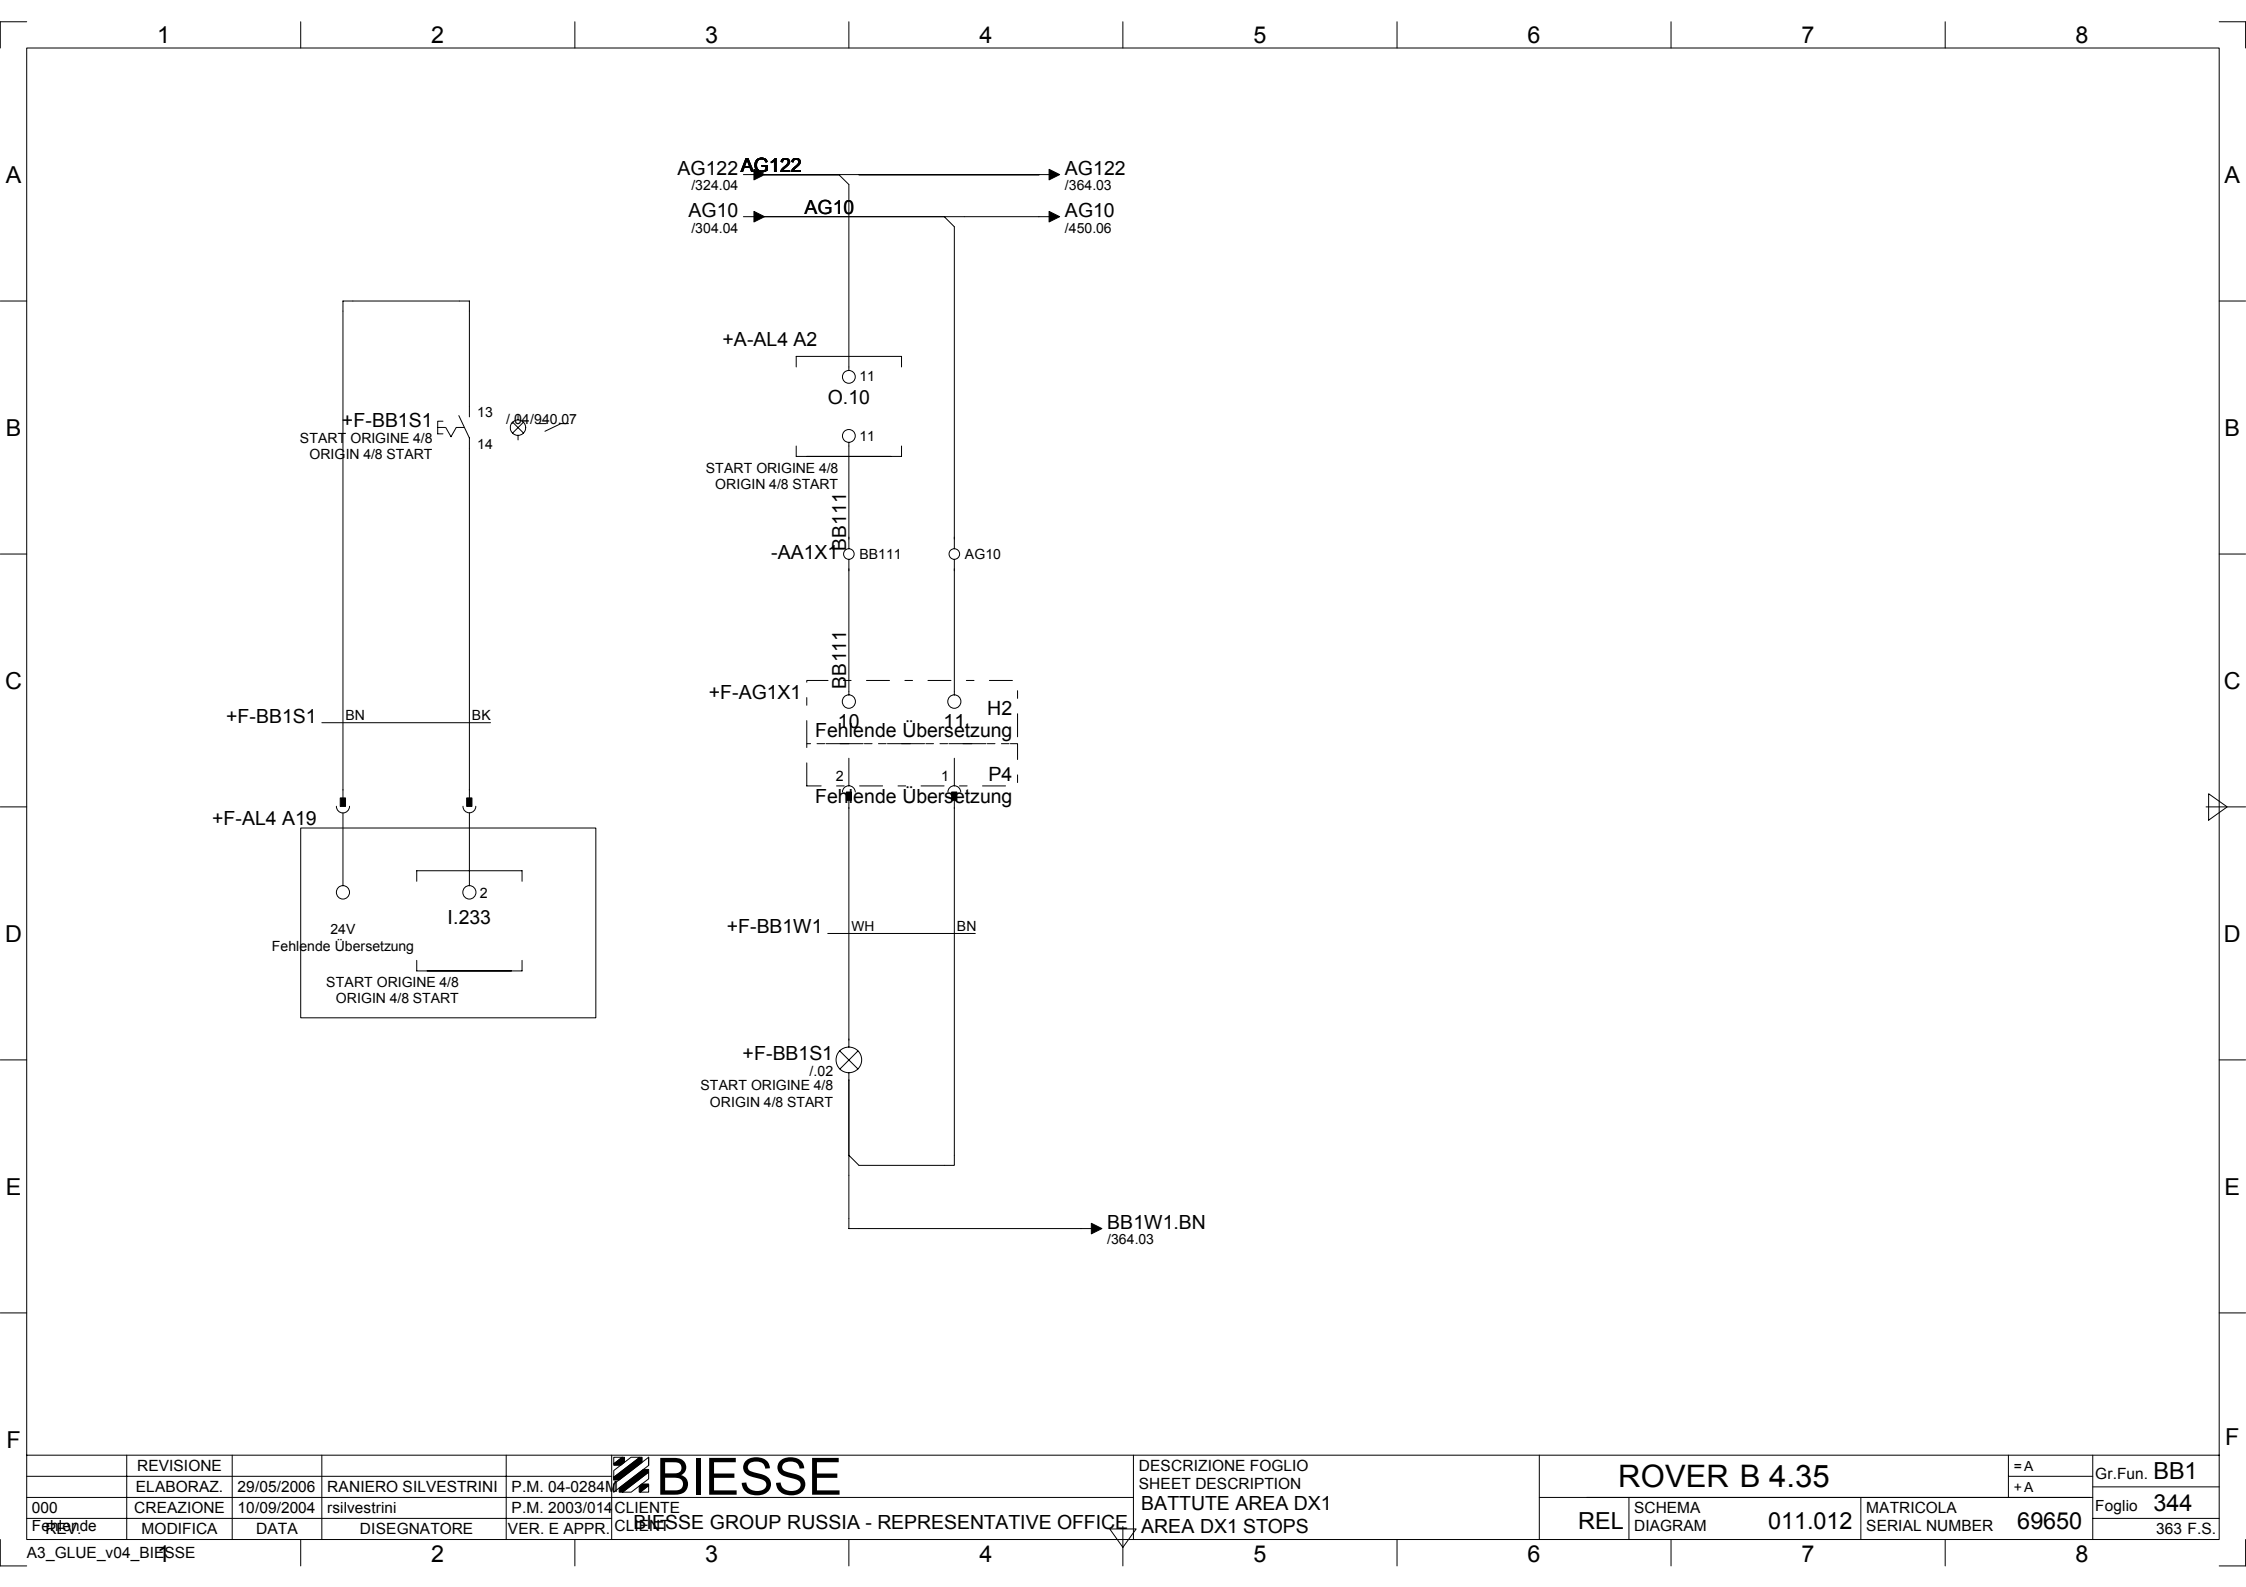 1 2 3 4 5 6 7 8
A
A
AG122
AG122
/324.04
AG122
/364.03
AG10
AG10
/304.04
AG10
/450.06
B
B
+A-AL4 A2
11
O.10
11
START ORIGINE 4/8
ORIGIN 4/8 START
+F-BB1S1
START ORIGINE 4/8
ORIGIN 4/8 START
13
14
/.04/940.07
BB111
-AA1X1
BB111
AG10
BB111
C
C
+F-AG1X1
10
11
H2
Fehlende Übersetzung
2
1
P4
Fehlende Übersetzung
+F-BB1S1
BN
BK
+F-AL4 A19
2
I.233
24V
Fehlende Übersetzung
START ORIGINE 4/8
ORIGIN 4/8 START
D
D
+F-BB1W1
WH
BN
+F-BB1S1
/.02
START ORIGINE 4/8
ORIGIN 4/8 START
E
E
BB1W1.BN
/364.03
F
F
REVISIONE
ELABORAZ. 29/05/2006 RANIERO SILVESTRINI P.M. 04-0284M
000 CREAZIONE 10/09/2004 rsilvestrini P.M. 2003/014
Fehlende
REV. MODIFICA DATA DISEGNATORE VER. E APPR.
BIESSE
CLIENTE
CLIENT
BIESSE GROUP RUSSIA - REPRESENTATIVE OFFICE
DESCRIZIONE FOGLIO
SHEET DESCRIPTION
BATTUTE AREA DX1
AREA DX1 STOPS
ROVER B 4.35
REL
SCHEMA
DIAGRAM
011.012
MATRICOLA
SERIAL NUMBER
69650
= A
+ A
Gr.Fun. BB1
Foglio 344
363 F.S.
A3_GLUE_v04_BIESSE
1 2 3 4 5 6 7 8